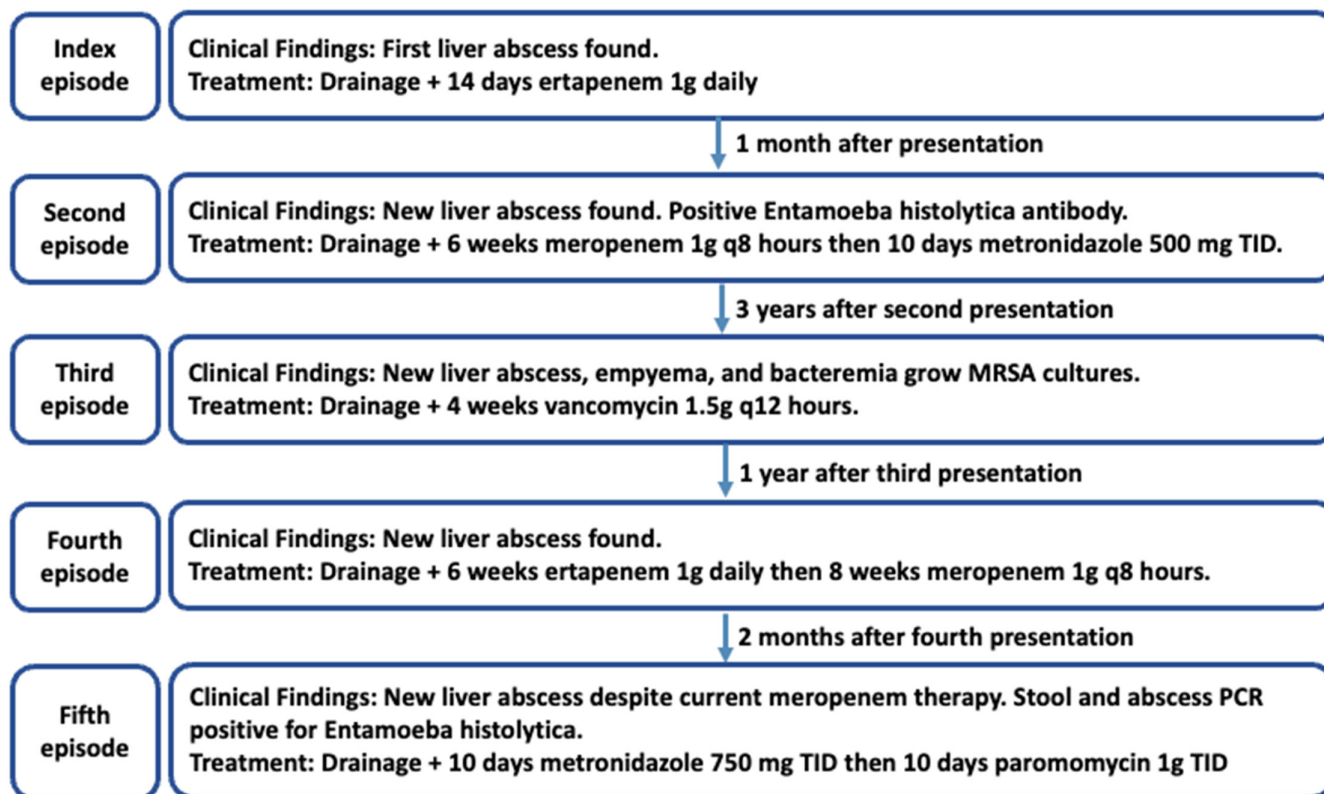 Index
episode
Clinical Findings: First liver abscess found.
Treatment: Drainage + 14 days ertapenem 1g daily
1 month after presentation
Second
episode
Clinical Findings: New liver abscess found. Positive Entamoeba histolytica antibody.
Treatment: Drainage + 6 weeks meropenem 1g q8 hours then 10 days metronidazole 500 mg TID.
3 years after second presentation
Third
episode
Clinical Findings: New liver abscess, empyema, and bacteremia grow MRSA cultures.
Treatment: Drainage + 4 weeks vancomycin 1.5g q12 hours.
1 year after third presentation
Fourth
episode
Clinical Findings: New liver abscess found.
Treatment: Drainage + 6 weeks ertapenem 1g daily then 8 weeks meropenem 1g q8 hours.
2 months after fourth presentation
Fifth
episode
Clinical Findings: New liver abscess despite current meropenem therapy. Stool and abscess PCR
positive for Entamoeba histolytica.
Treatment: Drainage + 10 days metronidazole 750 mg TID then 10 days paromomycin 1g TID